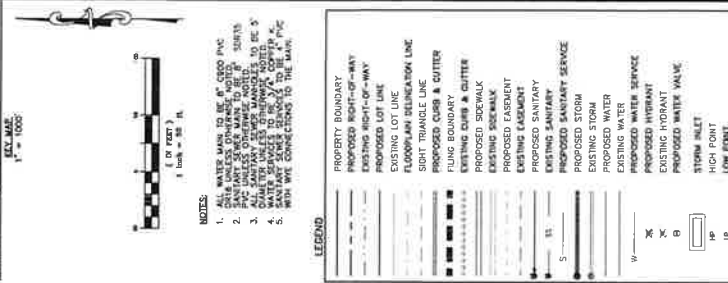 KEY MAP
1" = 1000'
( IN FEET )
1 inch = 50 ft.
NOTES:
1. ALL WATER MAIN TO BE 8" C900 PVC
DR18 UNLESS OTHERWISE NOTED.
2. SANITARY SEWER MAIN TO BE 8" SDR35
PVC UNLESS OTHERWISE NOTED.
3. ALL SANITARY SEWER MANHOLES TO BE 5'
DIAMETER UNLESS OTHERWISE NOTED.
4. WATER SERVICES TO BE 3/4" COPPER K.
5. SANITARY SEWER SERVICES TO BE 4" PVC
WITH WYE CONNECTIONS TO THE MAIN.
LEGEND
PROPERTY BOUNDARY
PROPOSED RIGHT-OF-WAY
EXISTING RIGHT-OF-WAY
PROPOSED LOT LINE
EXISTING LOT LINE
FLOODPLAIN DELINEATION LINE
SIGHT TRIANGLE LINE
PROPOSED CURB & GUTTER
FILING BOUNDARY
EXISTING CURB & GUTTER
PROPOSED SIDEWALK
EXISTING SIDEWALK
PROPOSED EASEMENT
EXISTING EASEMENT
PROPOSED SANITARY
SS EXISTING SANITARY
S PROPOSED SANITARY SERVICE
PROPOSED STORM
EXISTING STORM
PROPOSED WATER
EXISTING WATER
W PROPOSED WATER SERVICE
PROPOSED HYDRANT
EXISTING HYDRANT
PROPOSED WATER VALVE
STORM INLET
HP HIGH POINT
LP LOW POINT